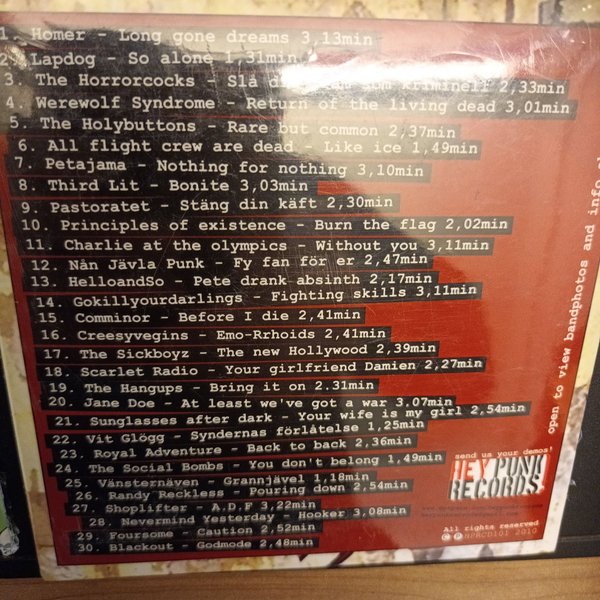 1. Homer - Long gone dreams 3,13min
2. Lapdog - So alone 1,31min
3. The Horrorcocks - Slå som kriminell 2,33min
4. Werewolf Syndrome - Return of the living dead 3,01min
5. The Holybuttons - Rare but common 2,37min
6. All flight crew are dead - Like ice 1,49min
7. Petajama - Nothing for nothing 3,10min
8. Third Lit - Bonite 3,03min
9. Pastoratet - Stäng din käft 2,30min
10. Principles of existence - Burn the flag 2,02min
11. Charlie at the olympics - Without you 3,11min
12. Nån Jävla Punk - Fy fan för er 2,47min
13. HelloandSo - Pete drank absinth 2,17min
14. Gokillyourdarlings - Fighting skills 3,11min
15. Comminor - Before I die 2,41min
16. Creesyvegins - Emo-Rrhoids 2,41min
17. The Sickboyz - The new Hollywood 2,39min
18. Scarlet Radio - Your girlfriend Damien 2,27min
19. The Hangups - Bring it on 2.31min
20. Jane Doe - At least we've got a war 3,07min
21. Sunglasses after dark - Your wife is my girl 2,54min
22. Vit Glögg - Syndernas förlåtelse 1,25min
23. Royal Adventure - Back to back 2,36min
24. The Social Bombs - You don't belong 1,49min
25. Vänsternäven - Grannjävel 1,18min
26. Randy Reckless - Pouring down 2,54min
27. Shoplifter - A.D.F 3,22min
28. Nevermind Yesterday - Hooker 3,08min
29. Foursome - Caution 2,52min
30. Blackout - Godmode 2,48min
open to view bandphotos and info
send us your demos!
HEY PUNK
RECORDS
All rights reserved
© ℗ HPRCD101 2010